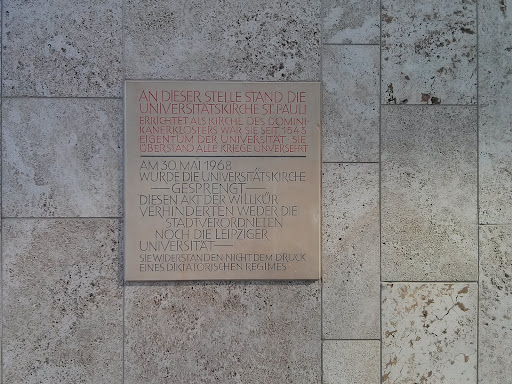 AN DIESER STELLE STAND DIE
UNIVERSITÄTSKIRCHE ST. PAULI
ERRICHTET ALS KIRCHE DES DOMINI
KANERKLOSTERS WAR SIE SEIT 1543
EIGENTUM DER UNIVERSITÄT SIE
ÜBERSTAND ALLE KRIEGE UNVERSEHRT
AM 30 MAI 1968
WURDE DIE UNIVERSITÄTSKIRCHE
— GESPRENGT —
DIESEN AKT DER WILLKÜR
VERHINDERTEN WEDER DIE
STADTVERORDNETEN
NOCH DIE LEIPZIGER
UNIVERSITÄT —
SIE WIDERSTANDEN NICHT DEM DRUCK
EINES DIKTATORISCHEN REGIMES